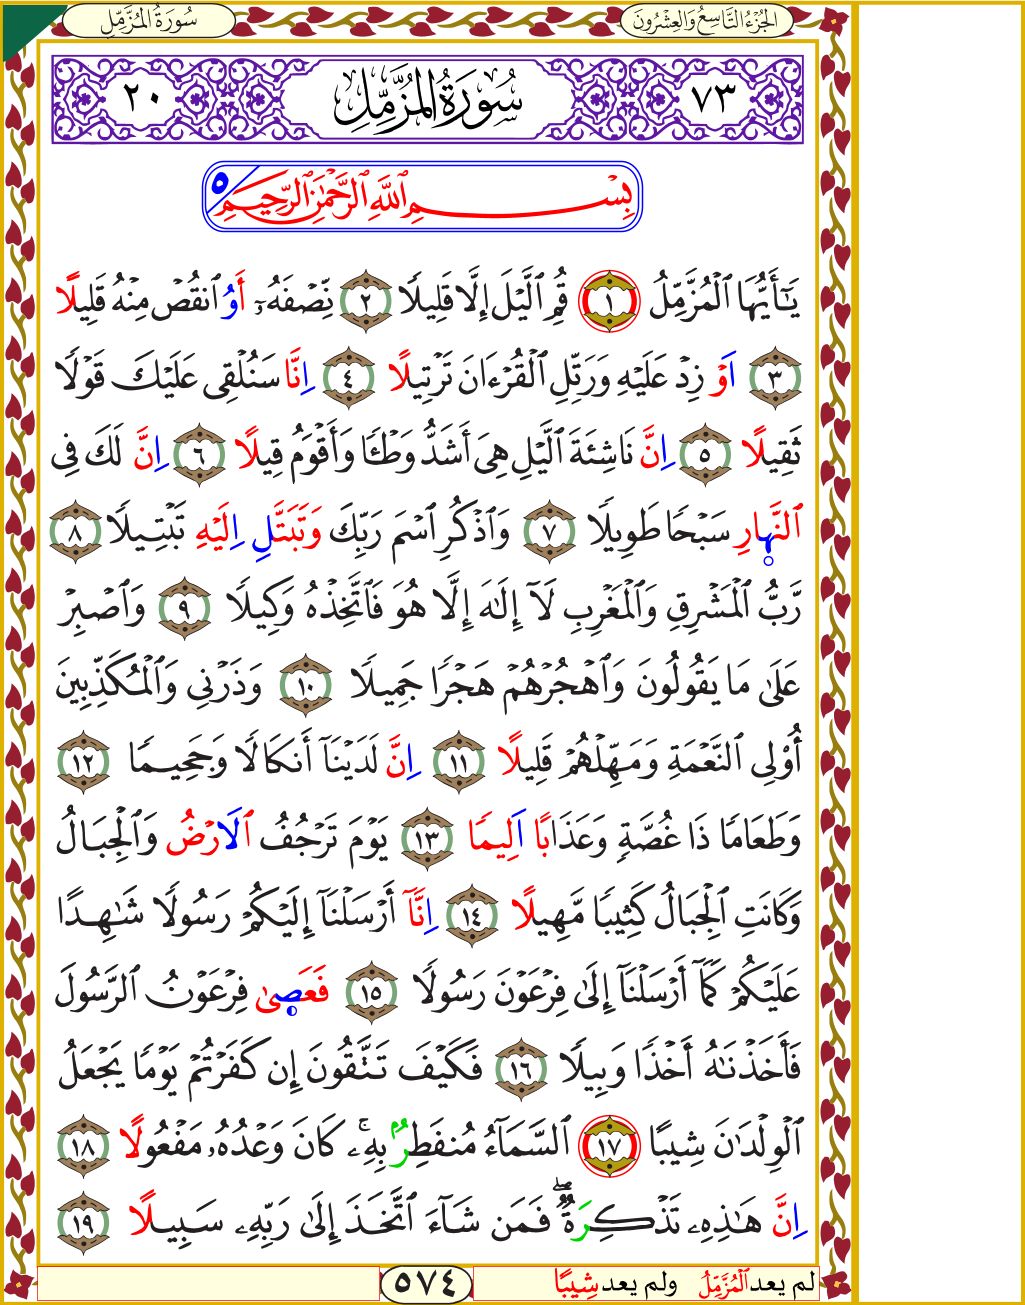 الجُزْءُ التَّاسِعُ وَالعِشْرُونَ سُورَةُ المُزَّمِّلِ
٧٣ سُورَةُ المُزَّمِّلِ ٢٠
بِسْمِ ٱللَّهِ ٱلرَّحْمَٰنِ ٱلرَّحِيمِ ٥
يَٰٓأَيُّهَا ٱلْمُزَّمِّلُ ١ قُمِ ٱلَّيْلَ إِلَّا قَلِيلًا ٢ نِّصْفَهُۥٓ أَوُ ٱنقُصْ مِنْهُ قَلِيلًا
٣ اَوْ زِدْ عَلَيْهِ وَرَتِّلِ ٱلْقُرْءَانَ تَرْتِيلًا ٤ اِنَّا سَنُلْقِى عَلَيْكَ قَوْلًا
ثَقِيلًا ٥ اِنَّ نَاشِئَةَ ٱلَّيْلِ هِىَ أَشَدُّ وَطْـًٔا وَأَقْوَمُ قِيلًا ٦ اِنَّ لَكَ فِى
ٱلنَّهارِ سَبْحًا طَوِيلًا ٧ وَٱذْكُرِ ٱسْمَ رَبِّكَ وَتَبَتَّلِ اِلَيْهِ تَبْتِيلًا ٨
رَّبُّ ٱلْمَشْرِقِ وَٱلْمَغْرِبِ لَآ إِلَٰهَ إِلَّا هُوَ فَٱتَّخِذْهُ وَكِيلًا ٩ وَٱصْبِرْ
عَلَىٰ مَا يَقُولُونَ وَٱهْجُرْهُمْ هَجْرًا جَمِيلًا ١٠ وَذَرْنِى وَٱلْمُكَذِّبِينَ
أُو۟لِى ٱلنَّعْمَةِ وَمَهِّلْهُمْ قَلِيلًا ١١ اِنَّ لَدَيْنَآ أَنكَالًا وَجَحِيمًا ١٢
وَطَعَامًا ذَا غُصَّةٍ وَعَذَابًا اَلِيمًا ١٣ يَوْمَ تَرْجُفُ ٱلَارْضُ وَٱلْجِبَالُ
وَكَانَتِ ٱلْجِبَالُ كَثِيبًا مَّهِيلًا ١٤ اِنَّآ أَرْسَلْنَآ إِلَيْكُمْ رَسُولًا شَٰهِدًا
عَلَيْكُمْ كَمَآ أَرْسَلْنَآ إِلَىٰ فِرْعَوْنَ رَسُولًا ١٥ فَعَصِىٰ فِرْعَوْنُ ٱلرَّسُولَ
فَأَخَذْنَٰهُ أَخْذًا وَبِيلًا ١٦ فَكَيْفَ تَتَّقُونَ إِن كَفَرْتُمْ يَوْمًا يَجْعَلُ
ٱلْوِلْدَٰنَ شِيبًا ١٧ ٱلسَّمَآءُ مُنفَطِرٌۢ بِهِۦ ۚ كَانَ وَعْدُهُۥ مَفْعُولًا ١٨
اِنَّ هَٰذِهِۦ تَذْكِرَةٌ ۖ فَمَن شَآءَ ٱتَّخَذَ إِلَىٰ رَبِّهِۦ سَبِيلًا ١٩
لم يعد ٱلْمُزَّمِّلُ ولم يعد شِيبًا
٥٧٤